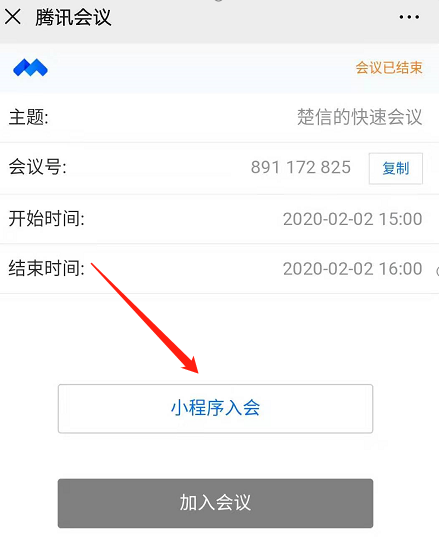 腾讯会议
会议已结束
主题: 楚信的快速会议
会议号: 891 172 825 复制
开始时间: 2020-02-02 15:00
结束时间: 2020-02-02 16:00
小程序入会
加入会议